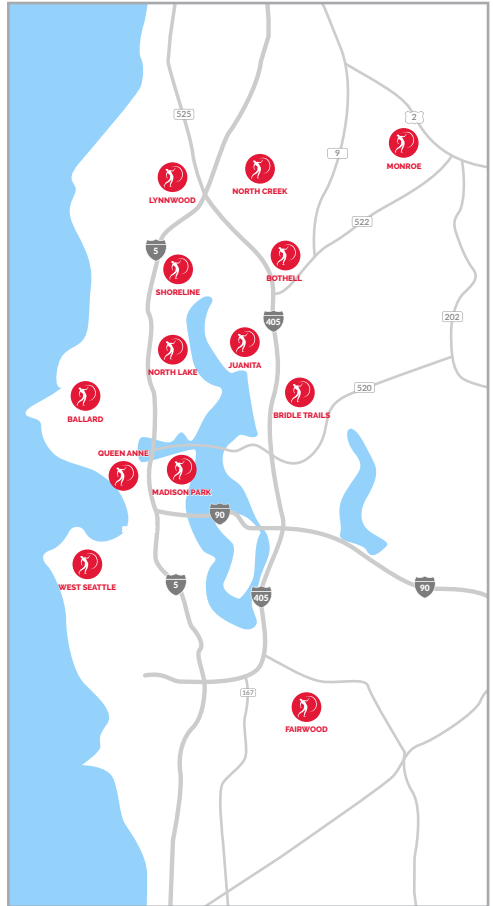 525
2
9
MONROE
NORTH CREEK
LYNNWOOD
522
5
BOTHELL
SHORELINE
202
405
JUANITA
NORTH LAKE
520
BRIDLE TRAILS
BALLARD
QUEEN ANNE
MADISON PARK
90
WEST SEATTLE
5
90
405
167
FAIRWOOD